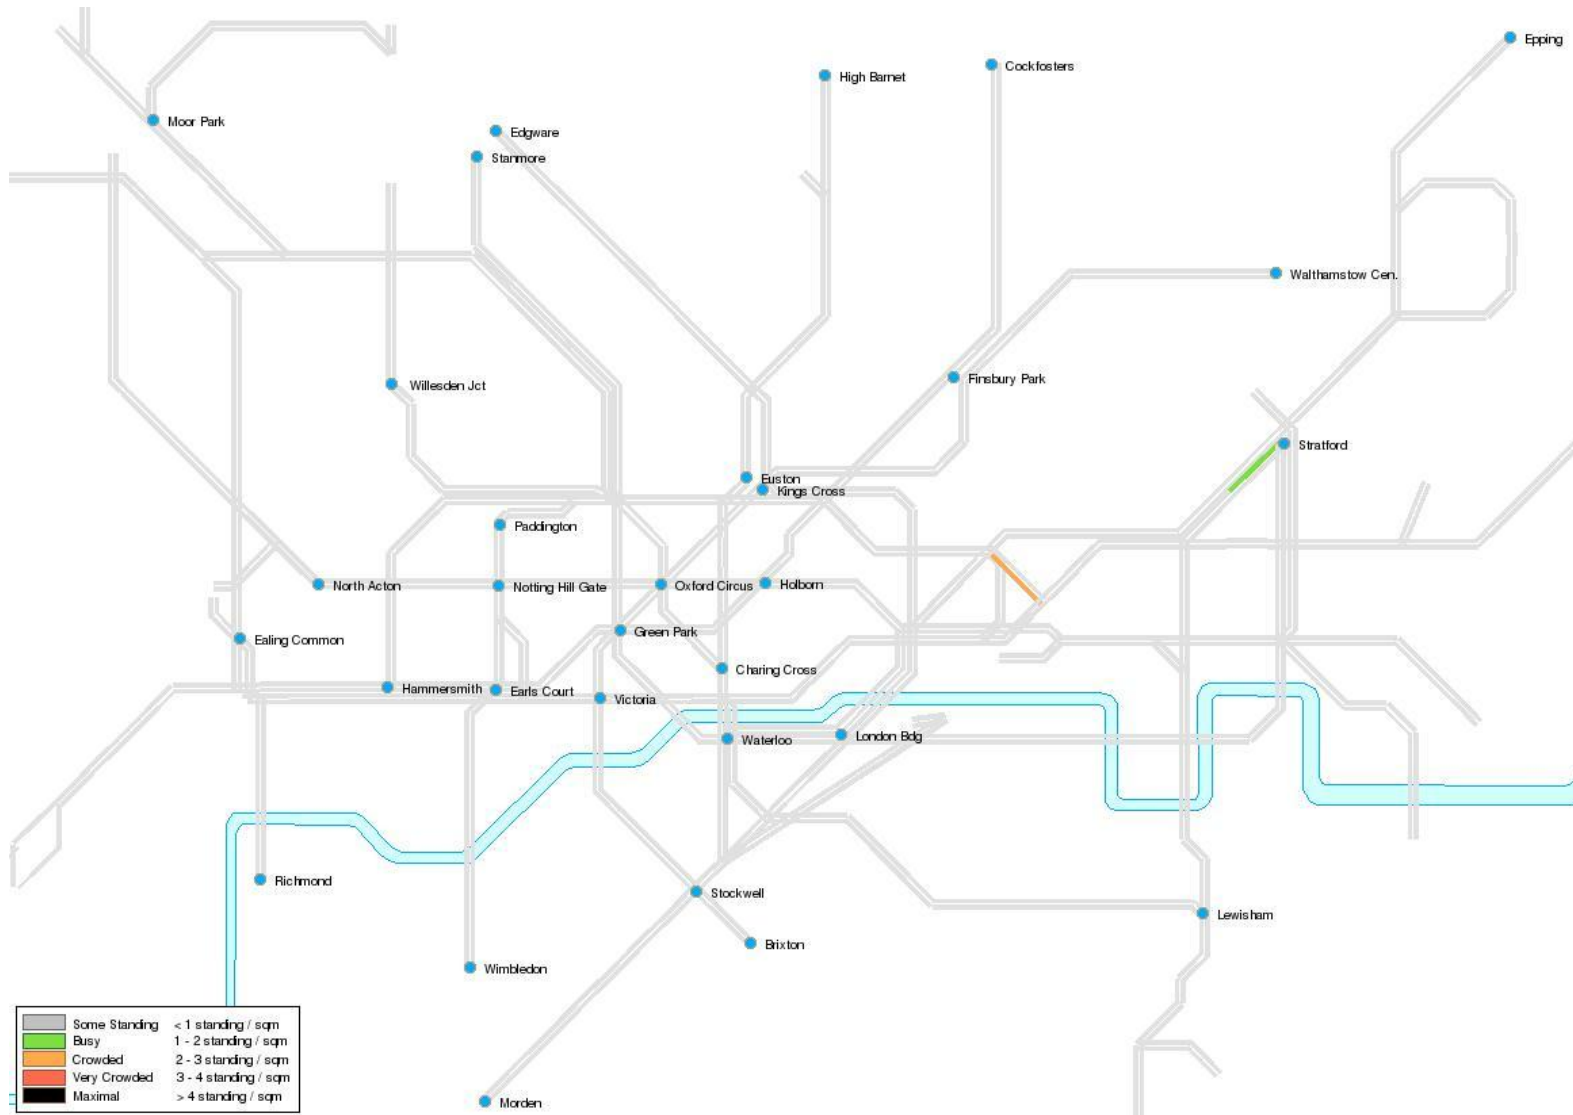 Epping
Cockfosters
High Barnet
Moor Park
Edgware
Stanmore
Walthamstow Cen.
Finsbury Park
Willesden Jct
Stratford
Euston
Kings Cross
Paddington
North Acton
Notting Hill Gate
Oxford Circus
Holborn
Green Park
Ealing Common
Charing Cross
Hammersmith
Earls Court
Victoria
London Bdg
Waterloo
Richmond
Stockwell
Lewisham
Brixton
Wimbledon
Some Standing < 1 standing / sqm
Busy 1 - 2 standing / sqm
Crowded 2 - 3 standing / sqm
Very Crowded 3 - 4 standing / sqm
Maximal > 4 standing / sqm
Morden